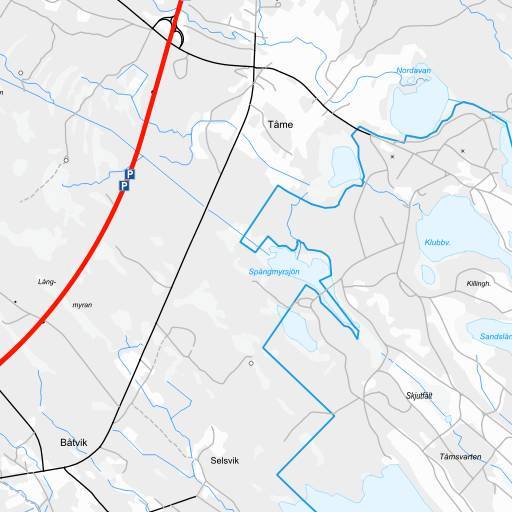 Nordavan
Tåme
P
P
Klubbv.
Spångmyrsjön
Lång-
myran
Killingh.
Sandslån
Skjutfält
Båtvik
Selsvik
Tåmsvarten